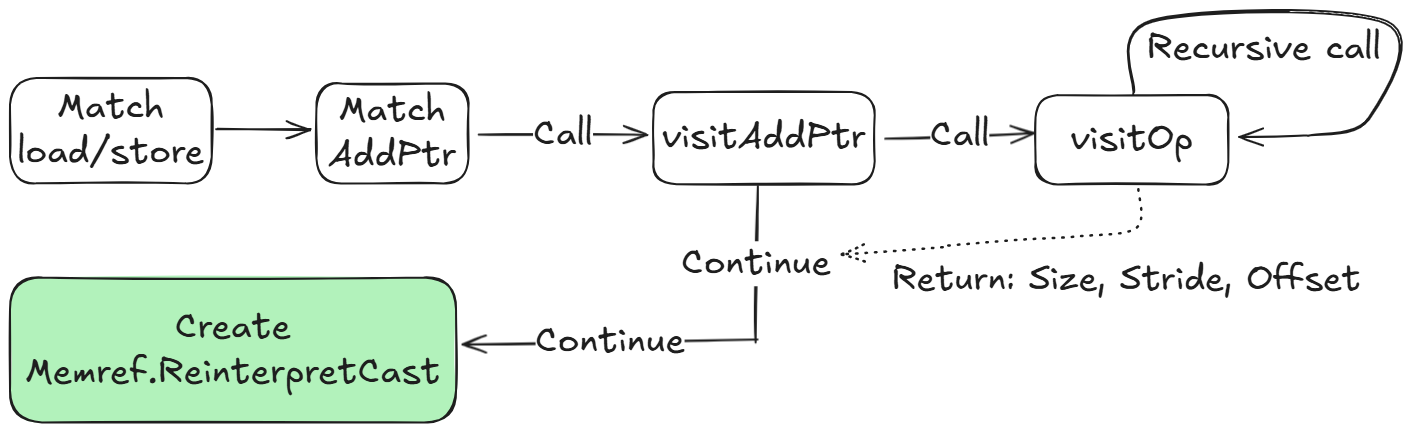 Recursive call
Match
load/store
Match
AddPtr
Call
visitAddPtr
Call
visitOp
Continue
Return: Size, Stride, Offset
Continue
Create
Memref.ReinterpretCast